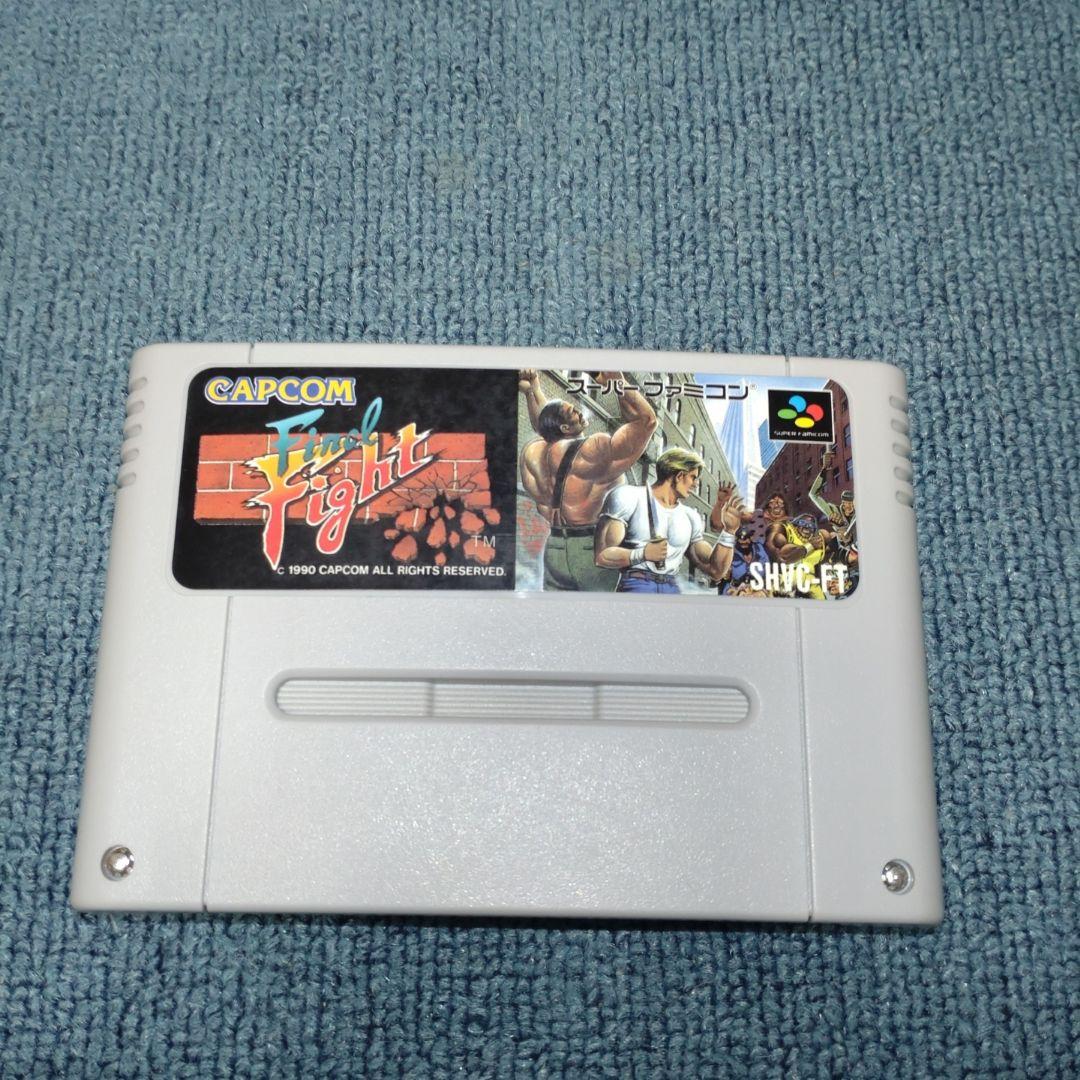 CAPCOM
Final
Fight
TM
C 1990 CAPCOM ALL RIGHTS RESERVED.
スーパーファミコン®
SUPER FAMICOM
SHVC-FT